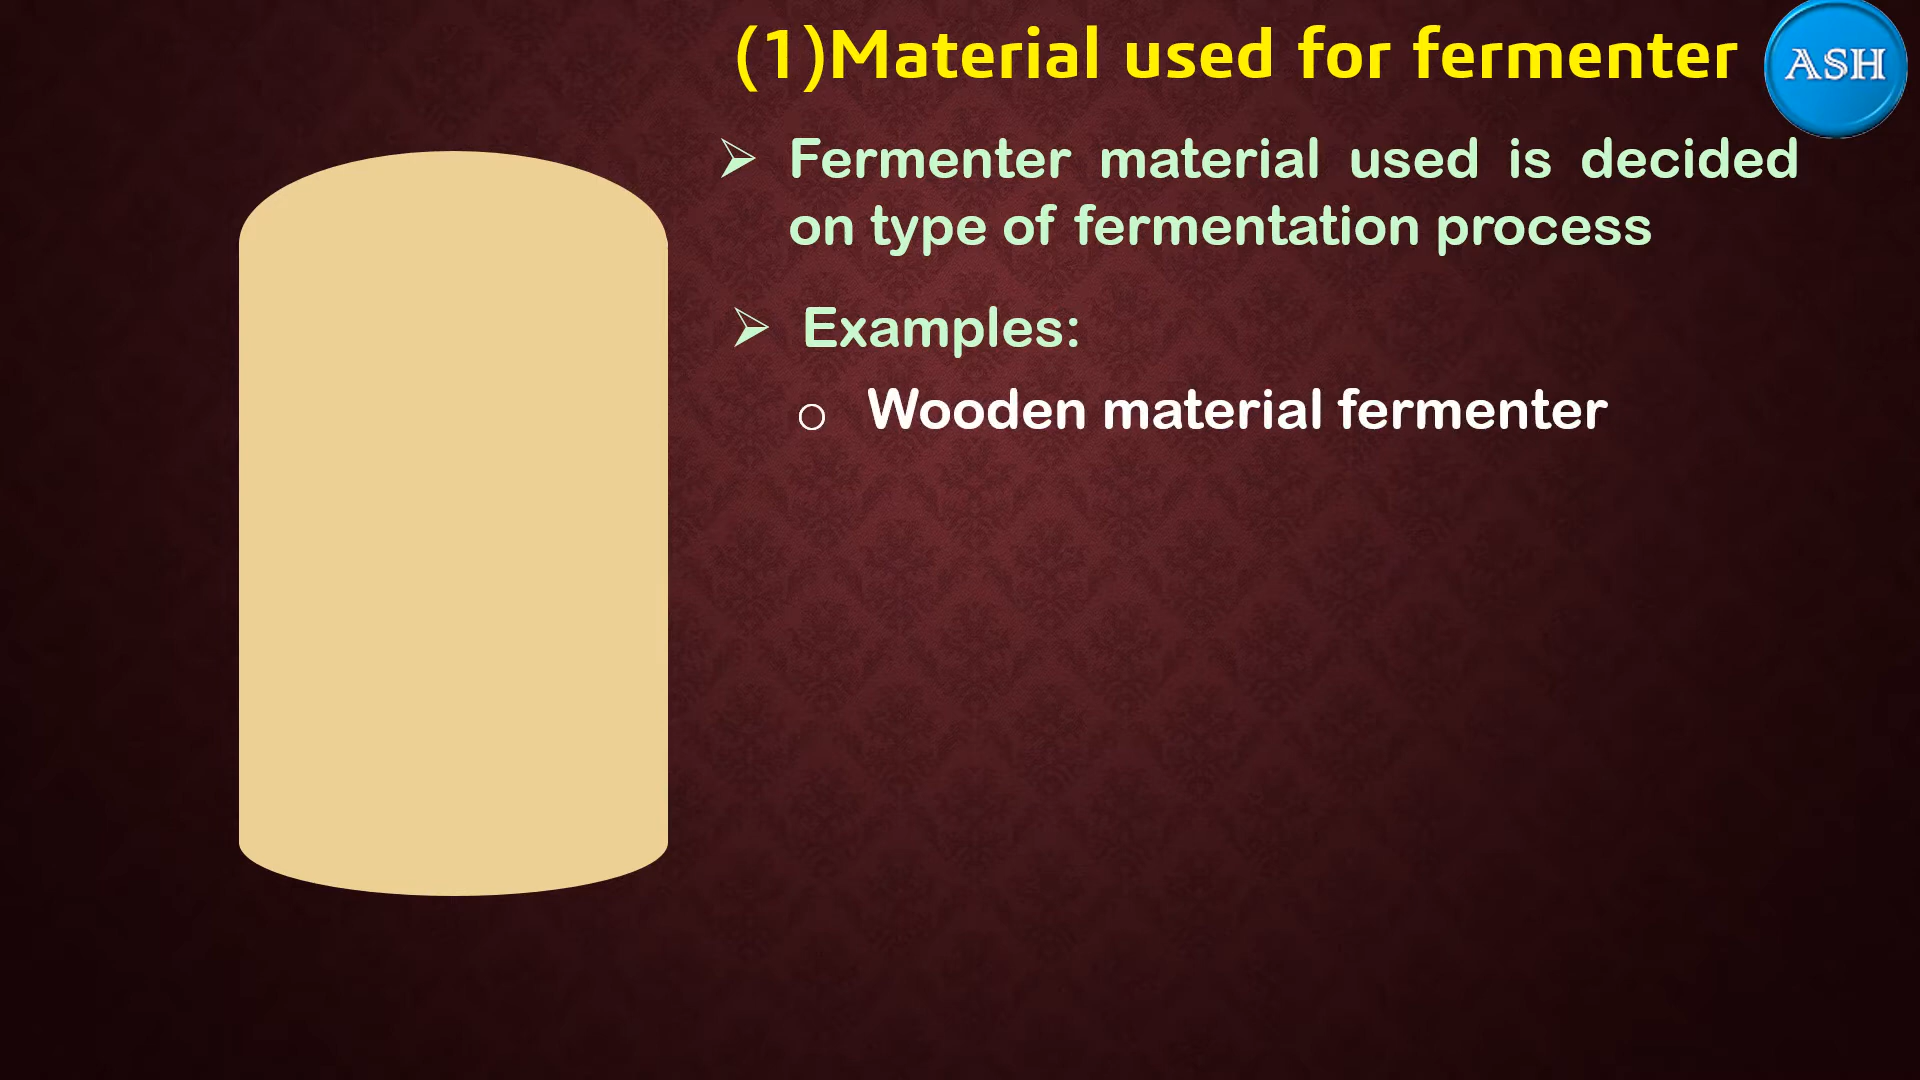 (1)Material used for fermenter
ASH
➢ Fermenter material used is decided
on type of fermentation process
➢ Examples:
o Wooden material fermenter